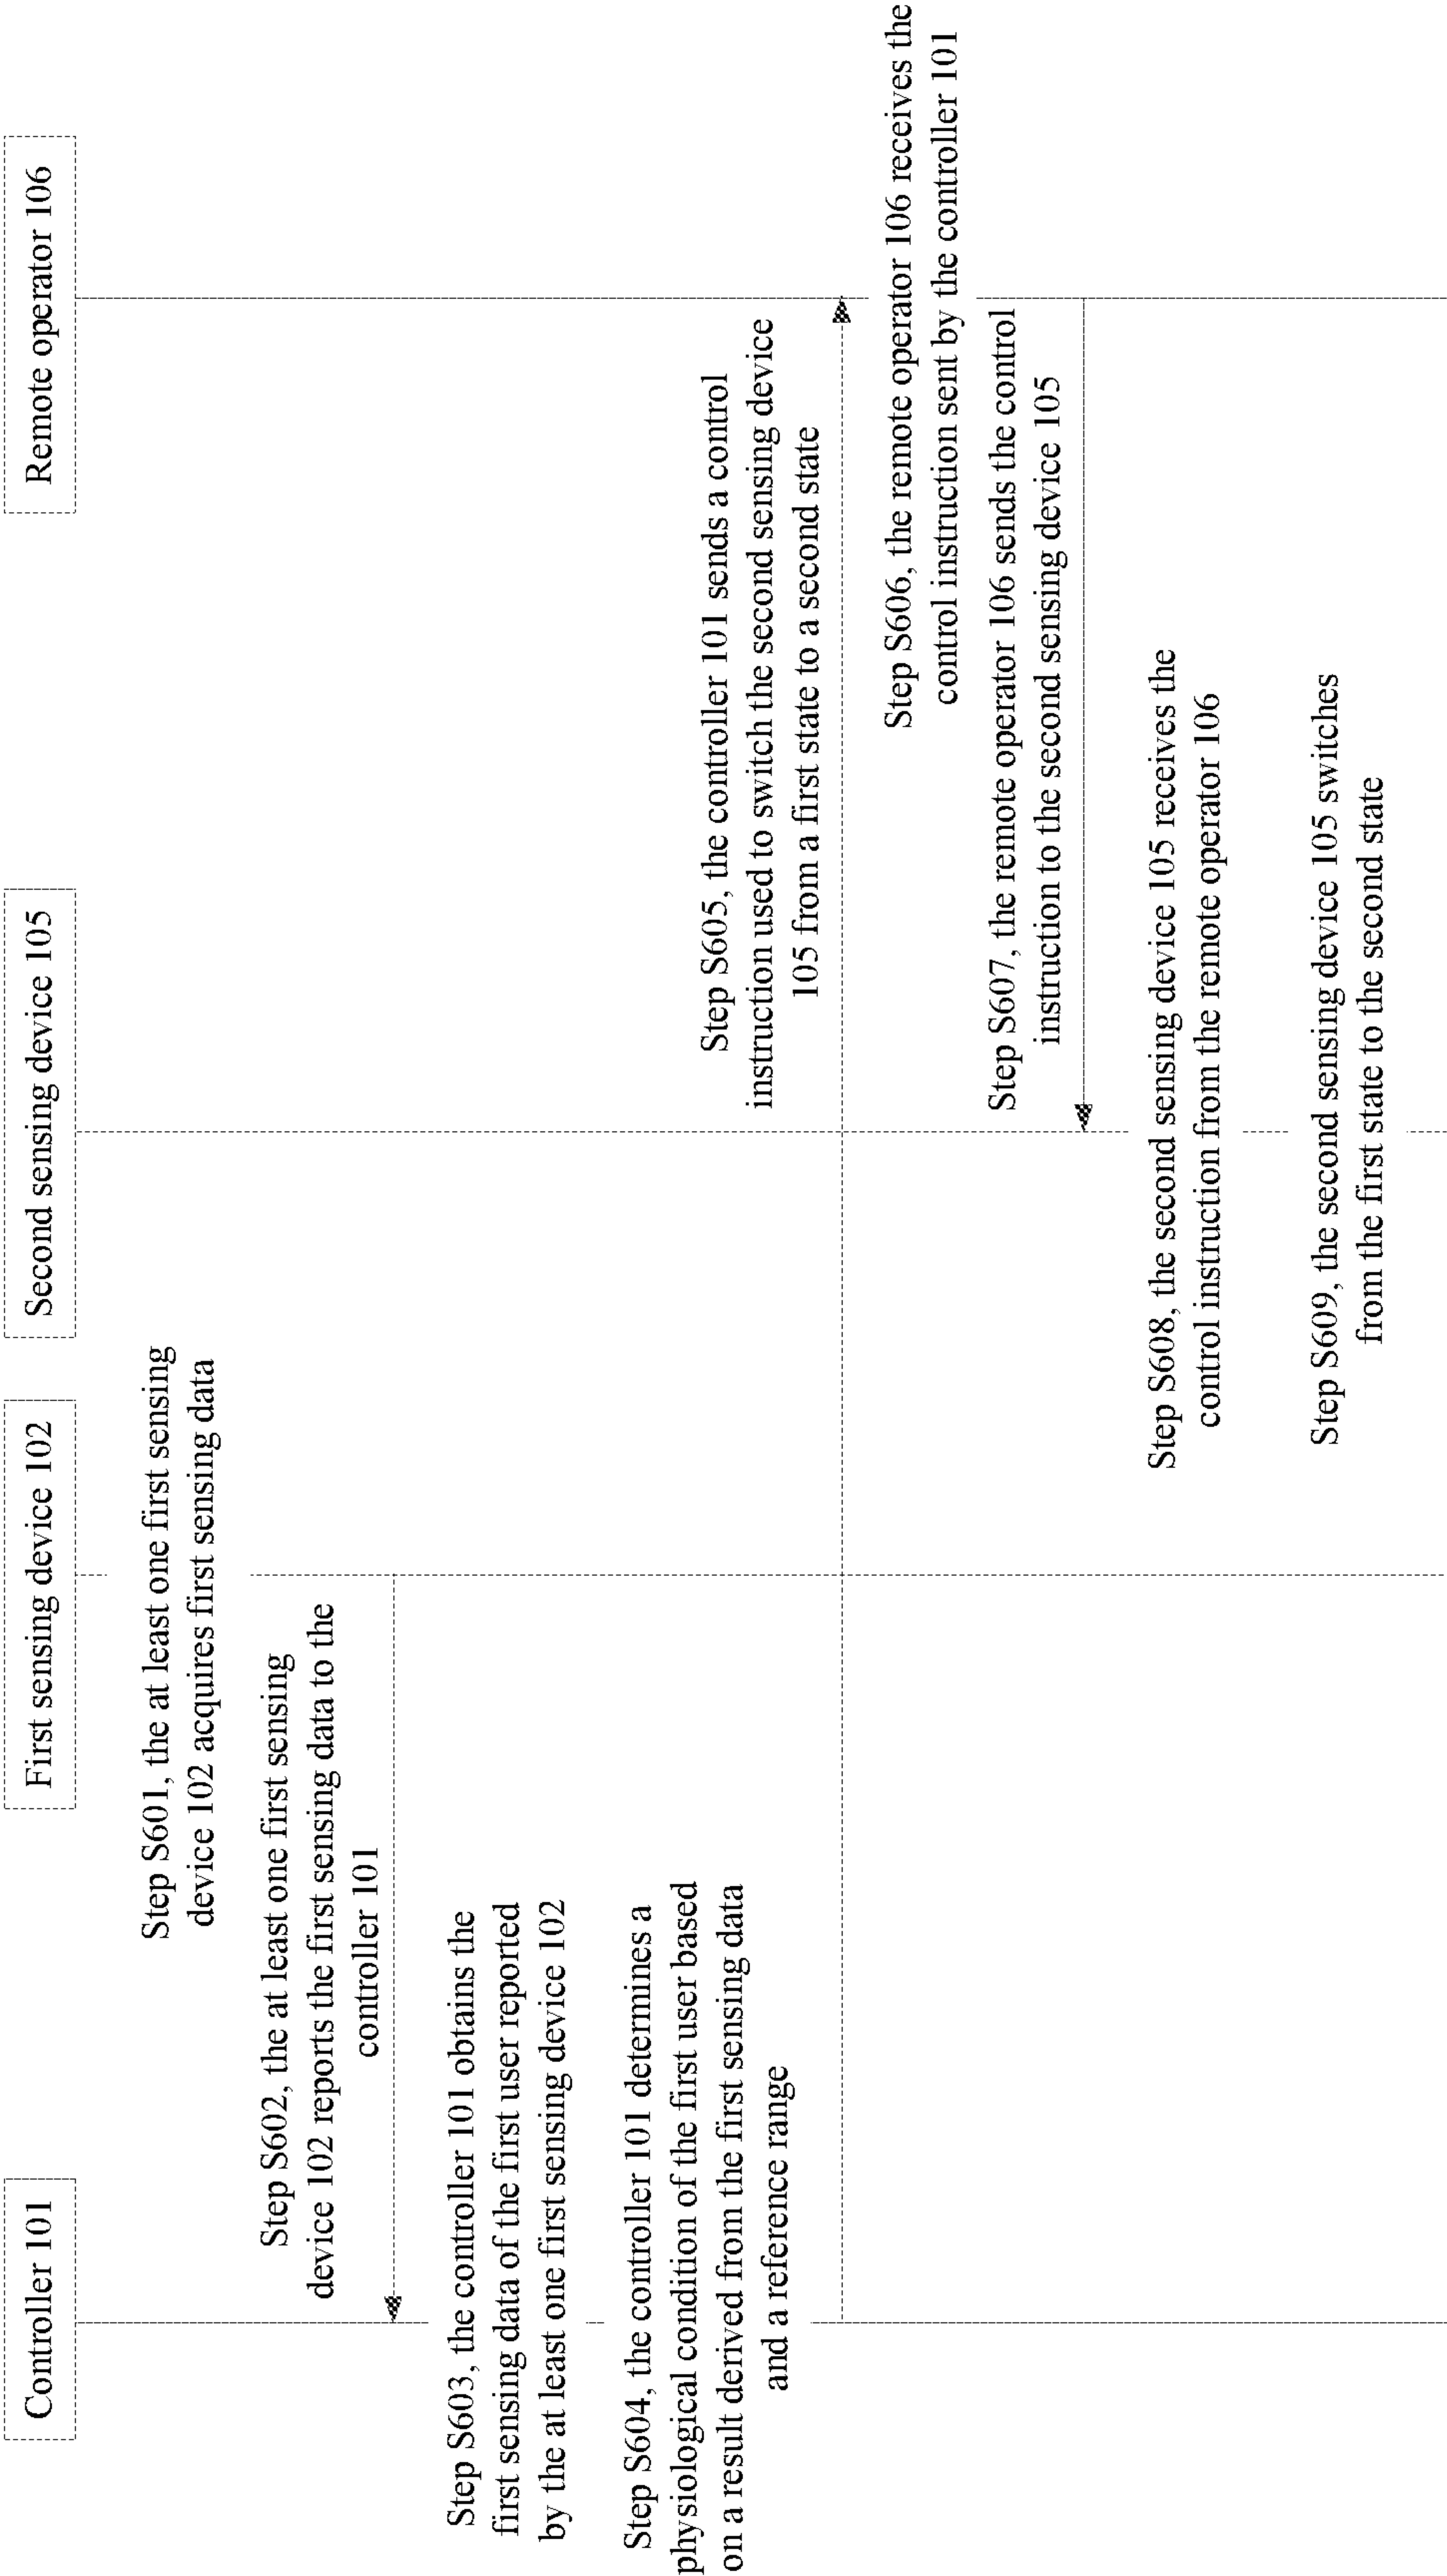 Controller 101
First sensing device 102
Second sensing device 105
Remote operator 106
Step S601, the at least one first sensing
device 102 acquires first sensing data
Step S602, the at least one first sensing
device 102 reports the first sensing data to the
controller 101
Step S603, the controller 101 obtains the
first sensing data of the first user reported
by the at least one first sensing device 102
Step S604, the controller 101 determines a
physiological condition of the first user based
on a result derived from the first sensing data
and a reference range
Step S605, the controller 101 sends a control
instruction used to switch the second sensing device
105 from a first state to a second state
Step S606, the remote operator 106 receives the
control instruction sent by the controller 101
Step S607, the remote operator 106 sends the control
instruction to the second sensing device 105
Step S608, the second sensing device 105 receives the
control instruction from the remote operator 106
Step S609, the second sensing device 105 switches
from the first state to the second state